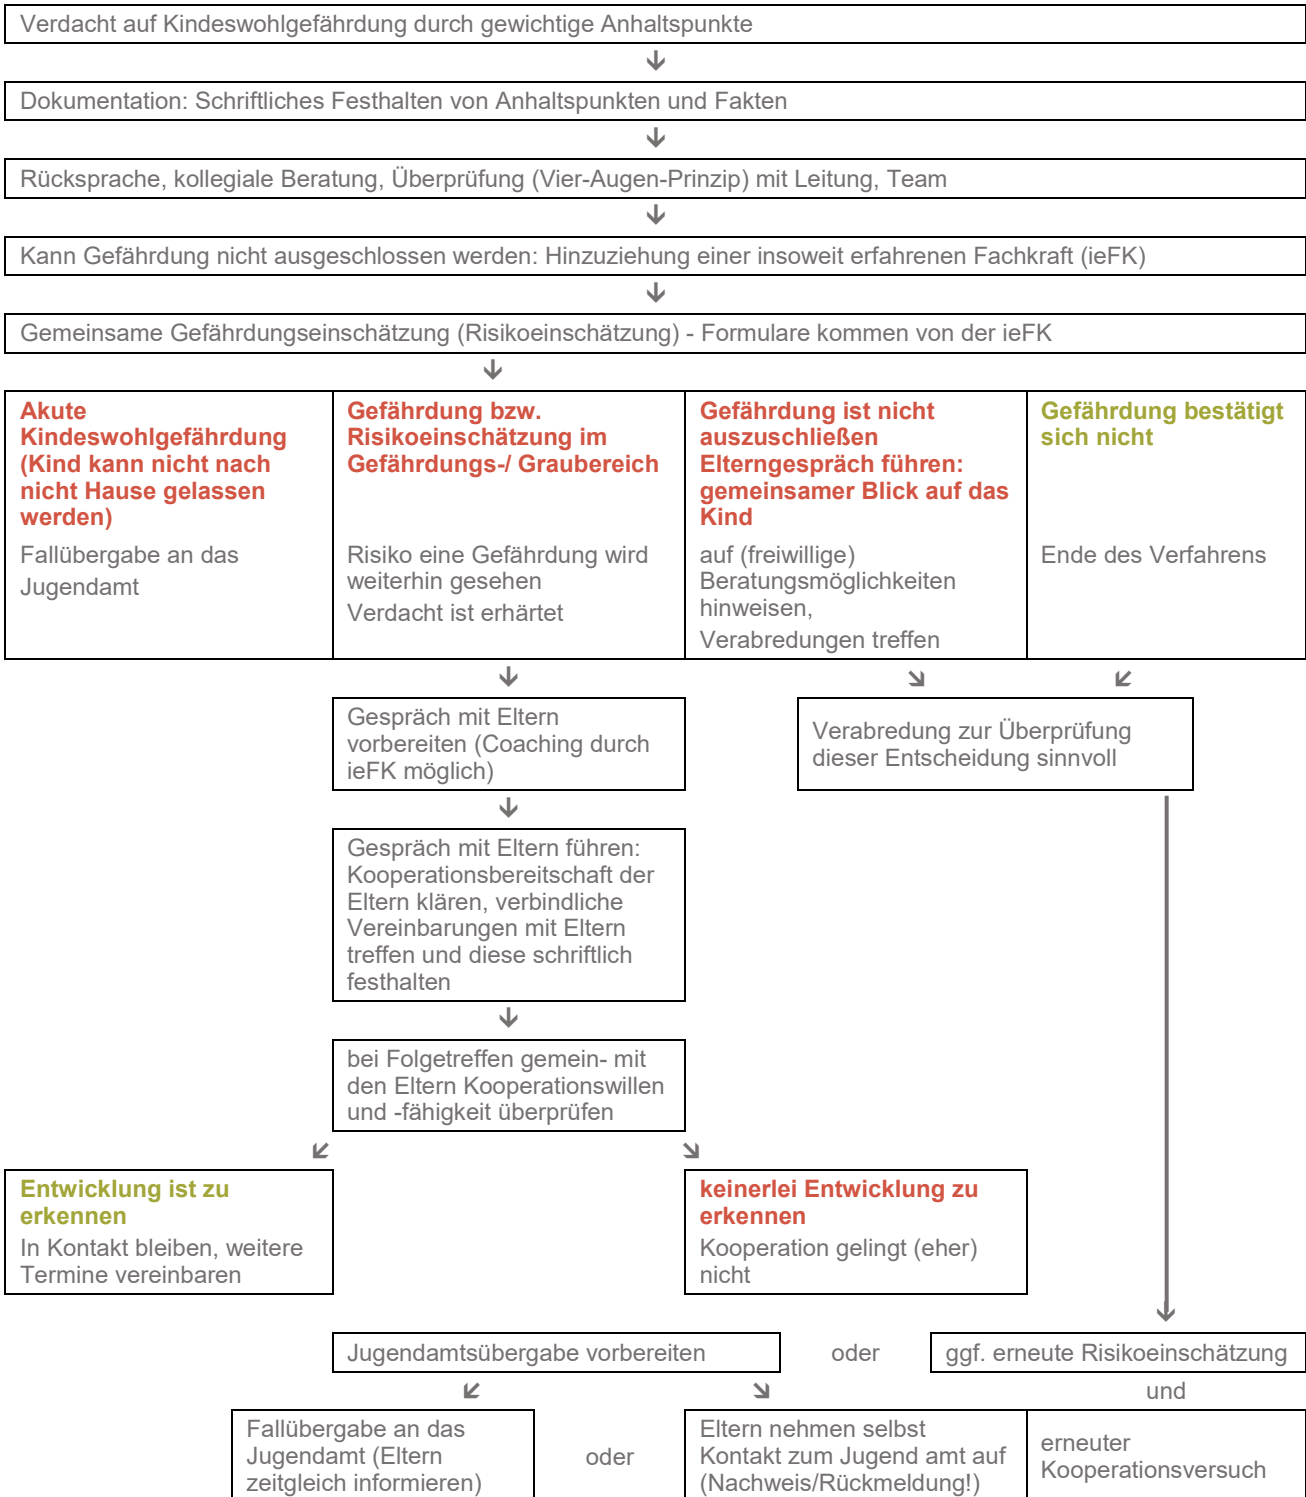 Verdacht auf Kindeswohlgefährdung durch gewichtige Anhaltspunkte
Dokumentation: Schriftliches Festhalten von Anhaltspunkten und Fakten
Rücksprache, kollegiale Beratung, Überprüfung (Vier-Augen-Prinzip) mit Leitung, Team
Kann Gefährdung nicht ausgeschlossen werden: Hinzuziehung einer insoweit erfahrenen Fachkraft (ieFK)
Gemeinsame Gefährdungseinschätzung (Risikoeinschätzung) - Formulare kommen von der ieFK
Akute
Kindeswohlgefährdung
(Kind kann nicht nach
nicht Hause gelassen
werden)
Fallübergabe an das
Jugendamt
Gefährdung bzw.
Risikoeinschätzung im
Gefährdungs-/ Graubereich
Risiko eine Gefährdung wird
weiterhin gesehen
Verdacht ist erhärtet
Gefährdung ist nicht
auszuschließen
Elterngespräch führen:
gemeinsamer Blick auf das
Kind
auf (freiwillige)
Beratungsmöglichkeiten
hinweisen,
Verabredungen treffen
Gefährdung bestätigt
sich nicht
Ende des Verfahrens
Gespräch mit Eltern
vorbereiten (Coaching durch
ieFK möglich)
Verabredung zur Überprüfung
dieser Entscheidung sinnvoll
Gespräch mit Eltern führen:
Kooperationsbereitschaft der
Eltern klären, verbindliche
Vereinbarungen mit Eltern
treffen und diese schriftlich
festhalten
bei Folgetreffen gemein- mit
den Eltern Kooperationswillen
und -fähigkeit überprüfen
Entwicklung ist zu
erkennen
In Kontakt bleiben, weitere
Termine vereinbaren
keinerlei Entwicklung zu
erkennen
Kooperation gelingt (eher)
nicht
Jugendamtsübergabe vorbereiten
oder
ggf. erneute Risikoeinschätzung
und
Fallübergabe an das
Jugendamt (Eltern
zeitgleich informieren)
oder
Eltern nehmen selbst
Kontakt zum Jugend amt auf
(Nachweis/Rückmeldung!)
erneuter
Kooperationsversuch